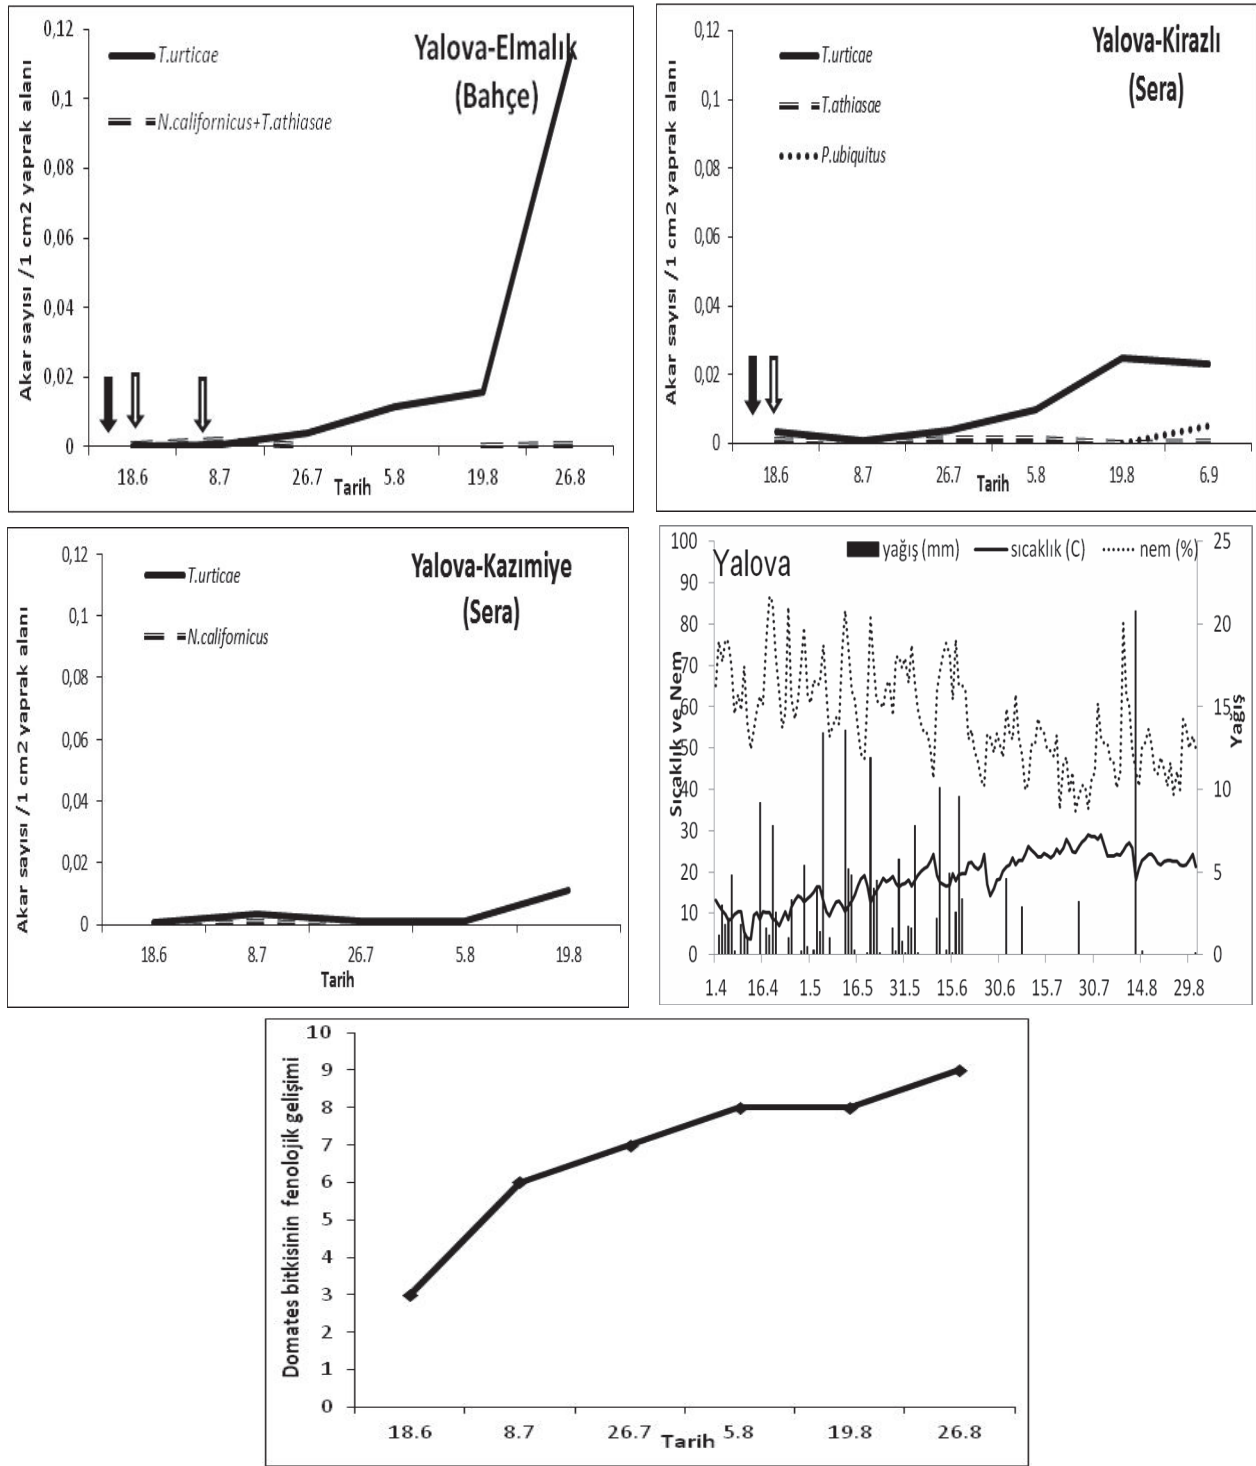 Yalova-Elmalık
(Bahçe)
T.urticae
N.californicus+T.athiasae
Akar sayısı /1 cm2 yaprak alanı
0,12
0,1
0,08
0,06
0,04
0,02
0
18.6 8.7 26.7 5.8 19.8 26.8
Tarih
Yalova-Kirazlı
(Sera)
T.urticae
T.athiasae
P.ubiquitus
Akar sayısı /1 cm2 yaprak alanı
0,12
0,1
0,08
0,06
0,04
0,02
0
18.6 8.7 26.7 5.8 19.8 6.9
Tarih
Yalova-Kazımiye
(Sera)
T.urticae
N.californicus
Akar sayısı /1 cm2 yaprak alanı
0,12
0,1
0,08
0,06
0,04
0,02
0
18.6 8.7 26.7 5.8 19.8
Tarih
Yalova
yağış (mm) sıcaklık (C) nem (%)
Sıcaklık ve Nem
100
90
80
70
60
50
40
30
20
10
0
Yağış
25
20
15
10
5
0
1.4 16.4 1.5 16.5 31.5 15.6 30.6 15.7 30.7 14.8 29.8
Domates bitkisinin fenolojik gelişimi
10
9
8
7
6
5
4
3
2
1
0
18.6 8.7 26.7 5.8 19.8 26.8
Tarih